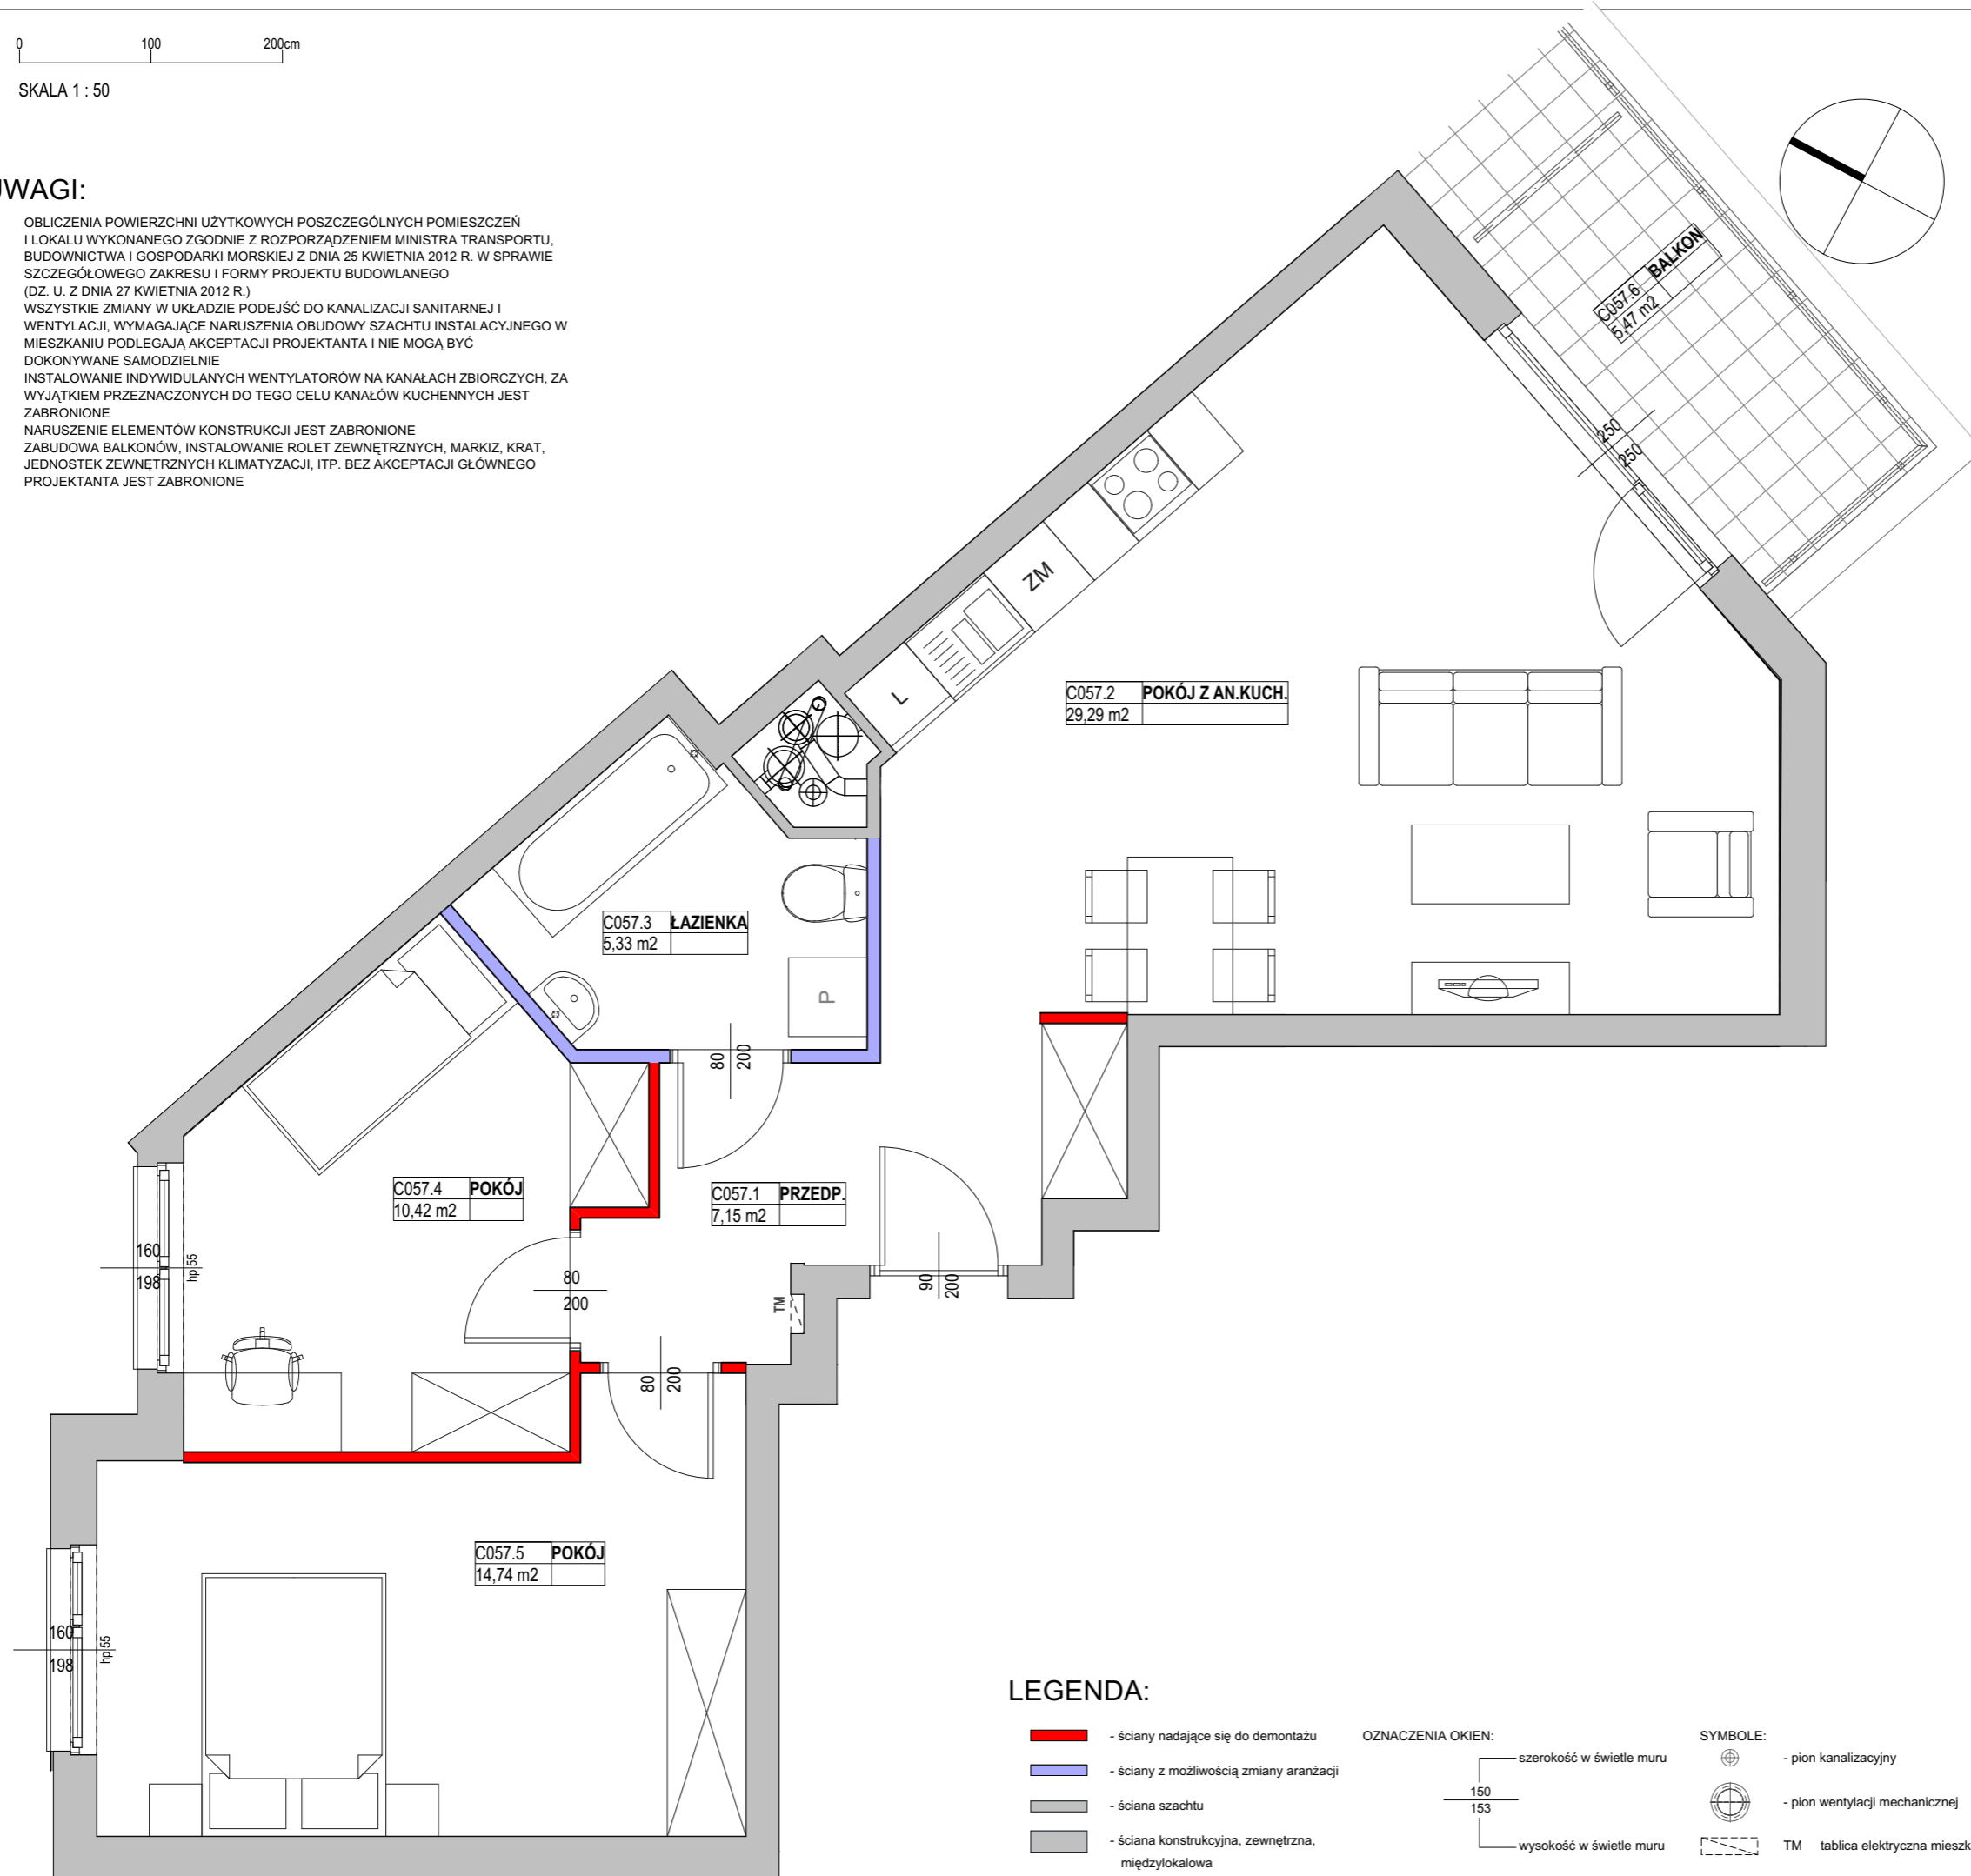 0 100 200cm
SKALA 1 : 50
UWAGI:
OBLICZENIA POWIERZCHNI UŻYTKOWYCH POSZCZEGÓLNYCH POMIESZCZEŃ
I LOKALU WYKONANEGO ZGODNIE Z ROZPORZĄDZENIEM MINISTRA TRANSPORTU,
BUDOWNICTWA I GOSPODARKI MORSKIEJ Z DNIA 25 KWIETNIA 2012 R. W SPRAWIE
SZCZEGÓŁOWEGO ZAKRESU I FORMY PROJEKTU BUDOWLANEGO
(DZ. U. Z DNIA 27 KWIETNIA 2012 R.)
WSZYSTKIE ZMIANY W UKŁADZIE PODEJŚĆ DO KANALIZACJI SANITARNEJ I
WENTYLACJI, WYMAGAJĄCE NARUSZENIA OBUDOWY SZACHTU INSTALACYJNEGO W
MIESZKANIU PODLEGAJĄ AKCEPTACJI PROJEKTANTA I NIE MOGĄ BYĆ
DOKONYWANE SAMODZIELNIE
INSTALOWANIE INDYWIDULANYCH WENTYLATORÓW NA KANAŁACH ZBIORCZYCH, ZA
WYJĄTKIEM PRZEZNACZONYCH DO TEGO CELU KANAŁÓW KUCHENNYCH JEST
ZABRONIONE
NARUSZENIE ELEMENTÓW KONSTRUKCJI JEST ZABRONIONE
ZABUDOWA BALKONÓW, INSTALOWANIE ROLET ZEWNĘTRZNYCH, MARKIZ, KRAT,
JEDNOSTEK ZEWNĘTRZNYCH KLIMATYZACJI, ITP. BEZ AKCEPTACJI GŁÓWNEGO
PROJEKTANTA JEST ZABRONIONE
C057.6 BALKON
5,47 m2
250
250
ZM
L
C057.2 POKÓJ Z AN.KUCH.
29,29 m2
C057.3 ŁAZIENKA
5,33 m2
P
80
200
C057.4 POKÓJ
10,42 m2
C057.1 PRZEDP.
7,15 m2
160
198
hp 55
80
200
TM
90
200
80
200
C057.5 POKÓJ
14,74 m2
160
198
hp 55
LEGENDA:
- ściany nadające się do demontażu
- ściany z możliwością zmiany aranżacji
- ściana szachtu
- ściana konstrukcyjna, zewnętrzna,
międzylokalowa
OZNACZENIA OKIEN:
szerokość w świetle muru
150
153
wysokość w świetle muru
SYMBOLE:
- pion kanalizacyjny
- pion wentylacji mechanicznej
TM tablica elektryczna mieszk